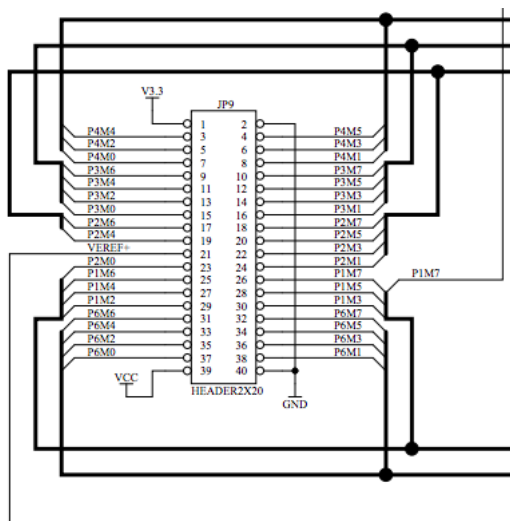 JP9
V3.3
1 2
P4M4 3 4 P4M5
P4M2 5 6 P4M3
P4M0 7 8 P4M1
P3M6 9 10 P3M7
P3M4 11 12 P3M5
P3M2 13 14 P3M3
P3M0 15 16 P3M1
P2M6 17 18 P2M7
P2M4 19 20 P2M5
VEREF+ 21 22 P2M3
P2M0 23 24 P2M1
P1M6 25 26 P1M7 P1M7
P1M4 27 28 P1M5
P1M2 29 30 P1M3
P6M6 31 32 P6M7
P6M4 33 34 P6M5
P6M2 35 36 P6M3
P6M0 37 38 P6M1
VCC 39 40
HEADER2X20
GND